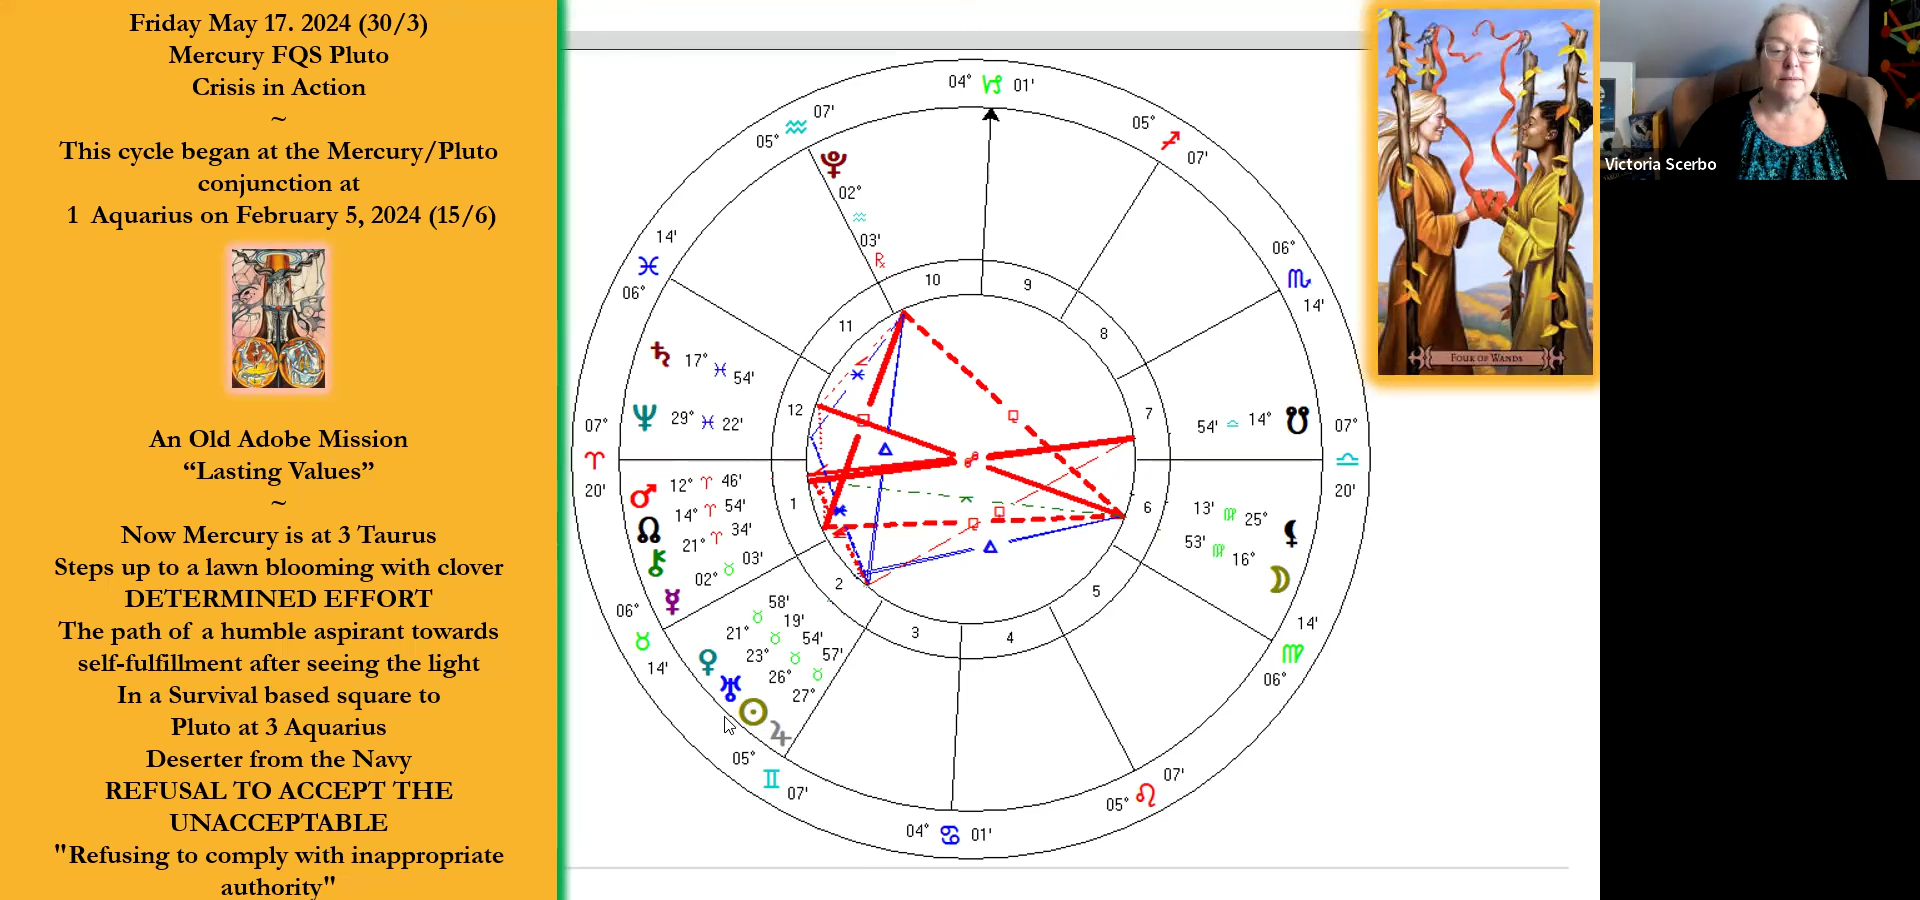 Friday May 17. 2024 (30/3)
Mercury FQS Pluto
Crisis in Action
~
This cycle began at the Mercury/Pluto
conjunction at
1 Aquarius on February 5, 2024 (15/6)
An Old Adobe Mission
“Lasting Values”
~
Now Mercury is at 3 Taurus
Steps up to a lawn blooming with clover
DETERMINED EFFORT
The path of a humble aspirant towards
self-fulfillment after seeing the light
In a Survival based square to
Pluto at 3 Aquarius
Deserter from the Navy
REFUSAL TO ACCEPT THE
UNACCEPTABLE
"Refusing to comply with inappropriate
authority"
04° ♑ 01'
05° ♐ 07'
06° ♏ 14'
07° ♎ 20'
14' ♍ 06°
05° ♌ 07'
04° ♋ 01'
05° ♊ 07'
06° ♉ 14'
07° ♈ 20'
14' ♓ 06°
05° ♒ 07'
♇ 02° ♒ 03' ℞
♄ 17° ♓ 54'
♆ 29° ♓ 22'
♂ 12° ♈ 46'
☊ 14° ♈ 54'
⚷ 21° ♈ 34'
☿ 02° ♉ 03'
♀ 21° ♉ 58'
♅ 23° ♉ 19'
☉ 26° ♉ 54'
♃ 27° ♉ 57'
54' ♎ 14° ☋
13' ♍ 25° ⚸
53' ♍ 16° ☽
1
2
3
4
5
6
7
8
9
10
11
12
Four of Wands
Victoria Scerbo